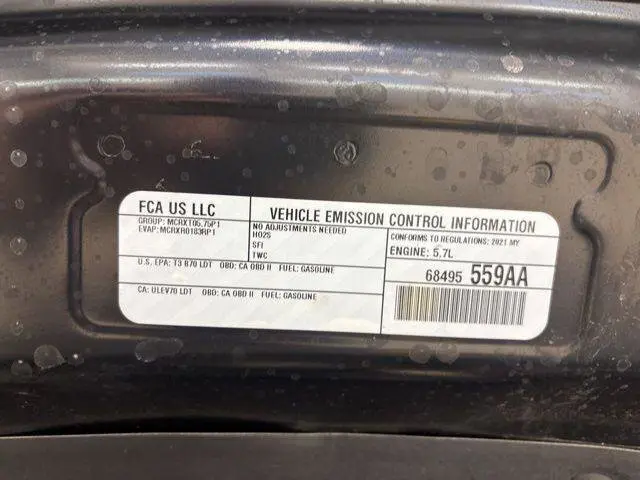 FCA US LLC
GROUP: MCRXT05.75P1
EVAP: MCRXR0183RP1
VEHICLE EMISSION CONTROL INFORMATION
NO ADJUSTMENTS NEEDED
HO2S
SFI
TWC
CONFORMS TO REGULATIONS: 2021 MY
ENGINE: 5.7L
U.S. EPA: T3 B70 LDT OBD: CA OBD II FUEL: GASOLINE
CA: ULEV70 LDT OBD: CA OBD II FUEL: GASOLINE
68495 559AA